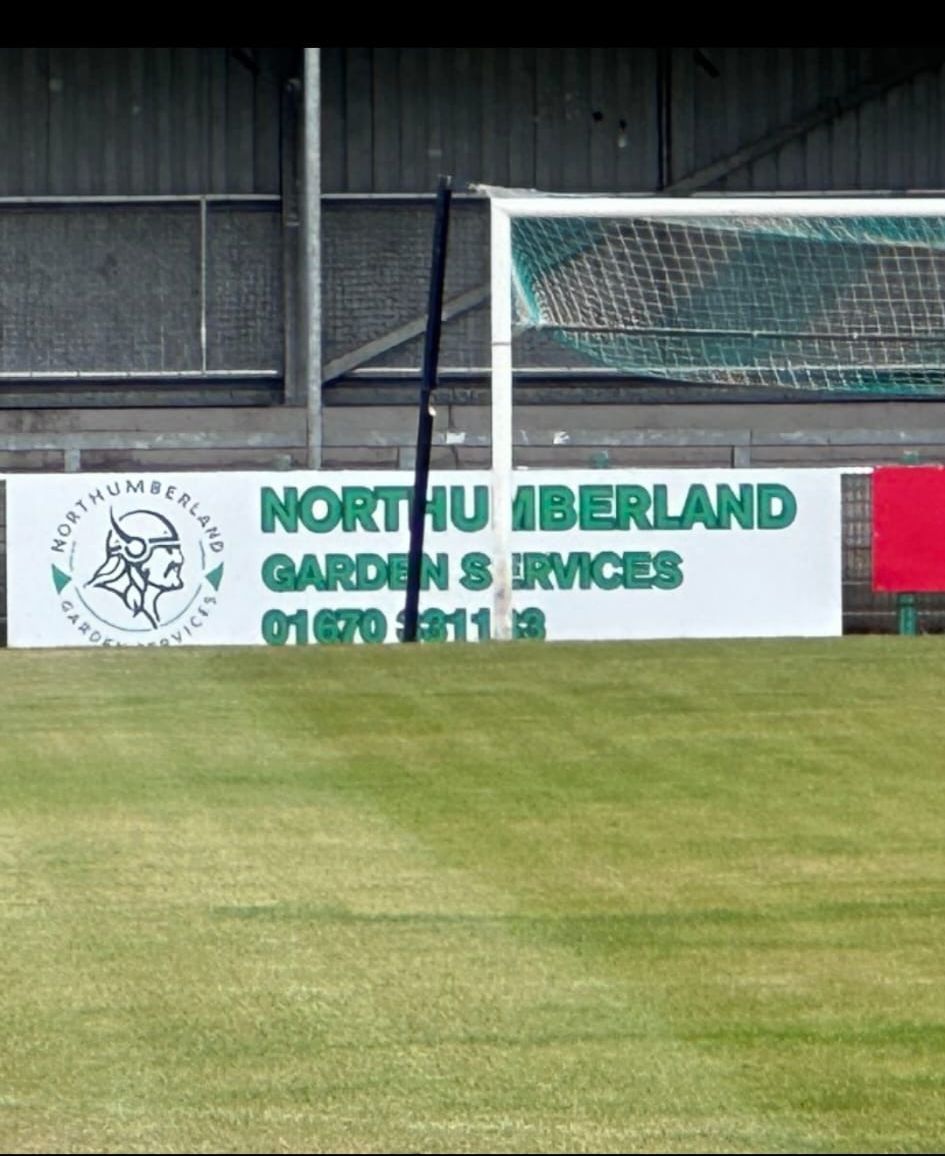 NORTHUMBERLAND
GARDEN SERVICES
NORTHUMBERLAND
GARDEN SERVICES
01670